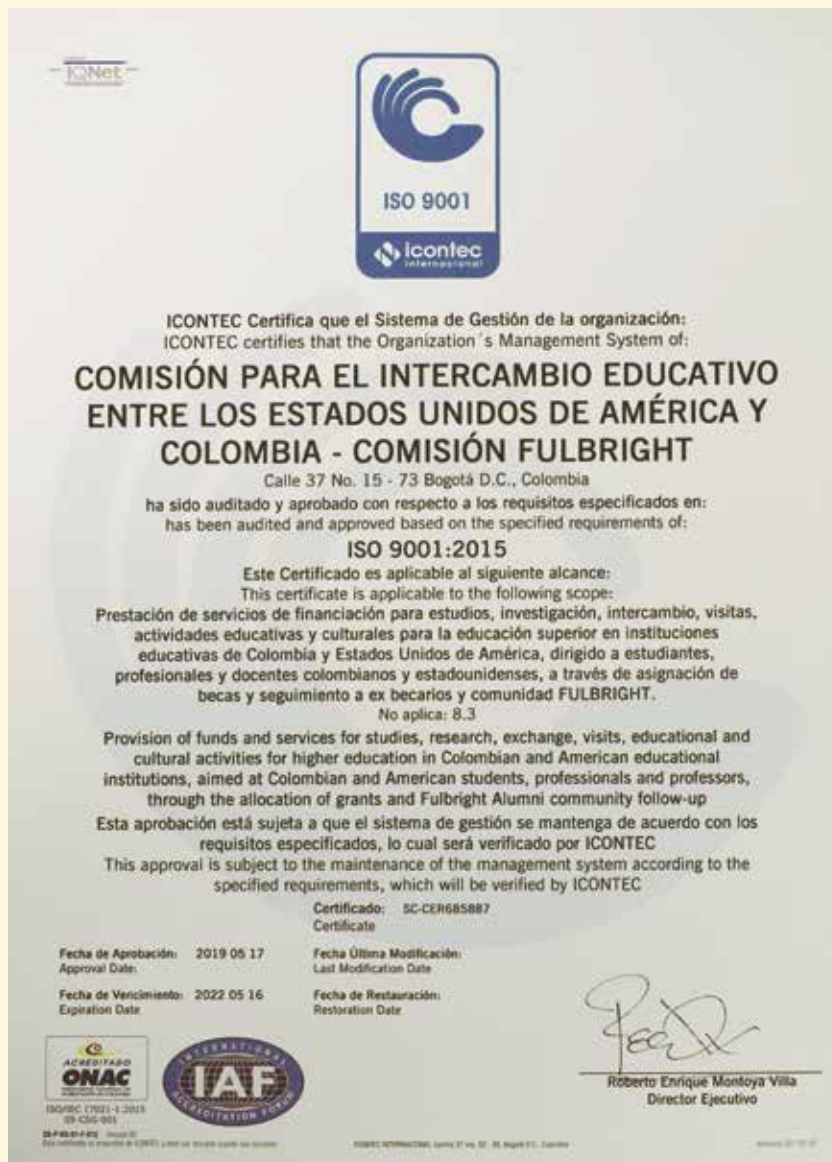 IQNet
ISO 9001
icontec
internacional
ICONTEC Certifica que el Sistema de Gestión de la organización:
ICONTEC certifies that the Organization´s Management System of:
COMISIÓN PARA EL INTERCAMBIO EDUCATIVO
ENTRE LOS ESTADOS UNIDOS DE AMÉRICA Y
COLOMBIA - COMISIÓN FULBRIGHT
Calle 37 No. 15 - 73 Bogotá D.C., Colombia
ha sido auditado y aprobado con respecto a los requisitos especificados en:
has been audited and approved based on the specified requirements of:
ISO 9001:2015
Este Certificado es aplicable al siguiente alcance:
This certificate is applicable to the following scope:
Prestación de servicios de financiación para estudios, investigación, intercambio, visitas,
actividades educativas y culturales para la educación superior en instituciones
educativas de Colombia y Estados Unidos de América, dirigido a estudiantes,
profesionales y docentes colombianos y estadounidenses, a través de asignación de
becas y seguimiento a ex becarios y comunidad FULBRIGHT.
No aplica: 8.3
Provision of funds and services for studies, research, exchange, visits, educational and
cultural activities for higher education in Colombian and American educational
institutions, aimed at Colombian and American students, professionals and professors,
through the allocation of grants and Fulbright Alumni community follow-up
Esta aprobación está sujeta a que el sistema de gestión se mantenga de acuerdo con los
requisitos especificados, lo cual será verificado por ICONTEC
This approval is subject to the maintenance of the management system according to the
specified requirements, which will be verified by ICONTEC
Certificado: SC-CER685887
Certificate
Fecha de Aprobación: 2019 05 17 Fecha Última Modificación:
Approval Date: Last Modification Date
Fecha de Vencimiento: 2022 05 16 Fecha de Restauración:
Expiration Date Restoration Date
ACREDITADO
ONAC
ISO/IEC 17021-1:2015
09-CSG-001
INTERNATIONAL
IAF
ACCREDITATION FORUM
Roberto Enrique Montoya Villa
Director Ejecutivo